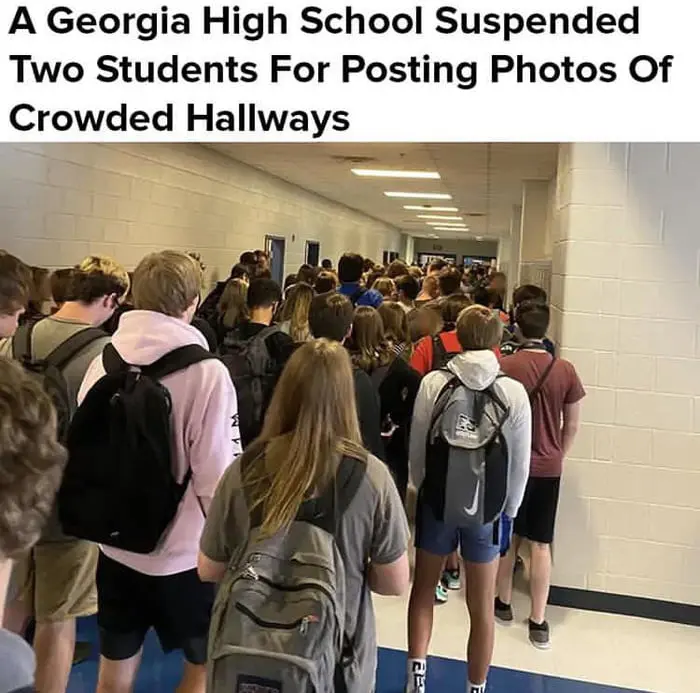 A Georgia High School Suspended
Two Students For Posting Photos Of
Crowded Hallways